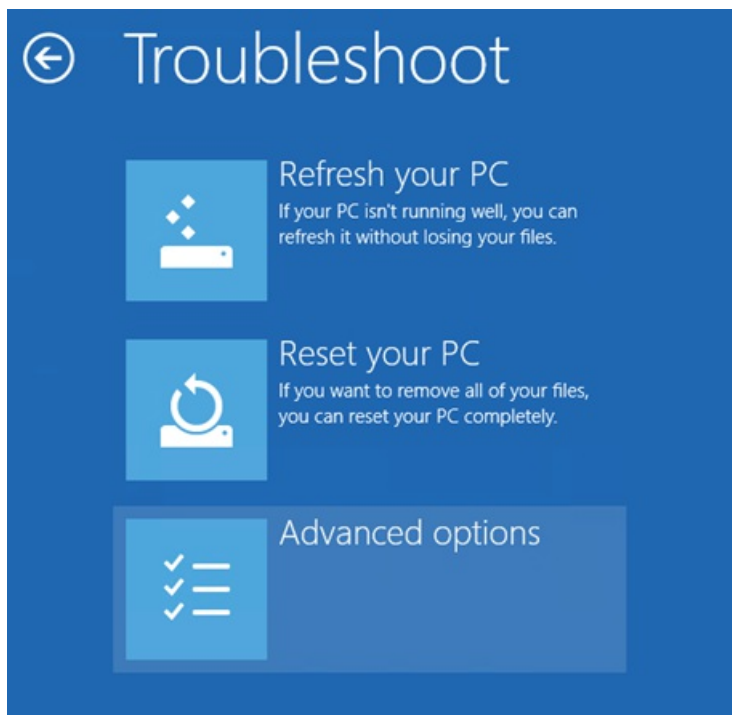 Troubleshoot
Refresh your PC
If your PC isn't running well, you can
refresh it without losing your files.
Reset your PC
If you want to remove all of your files,
you can reset your PC completely.
Advanced options